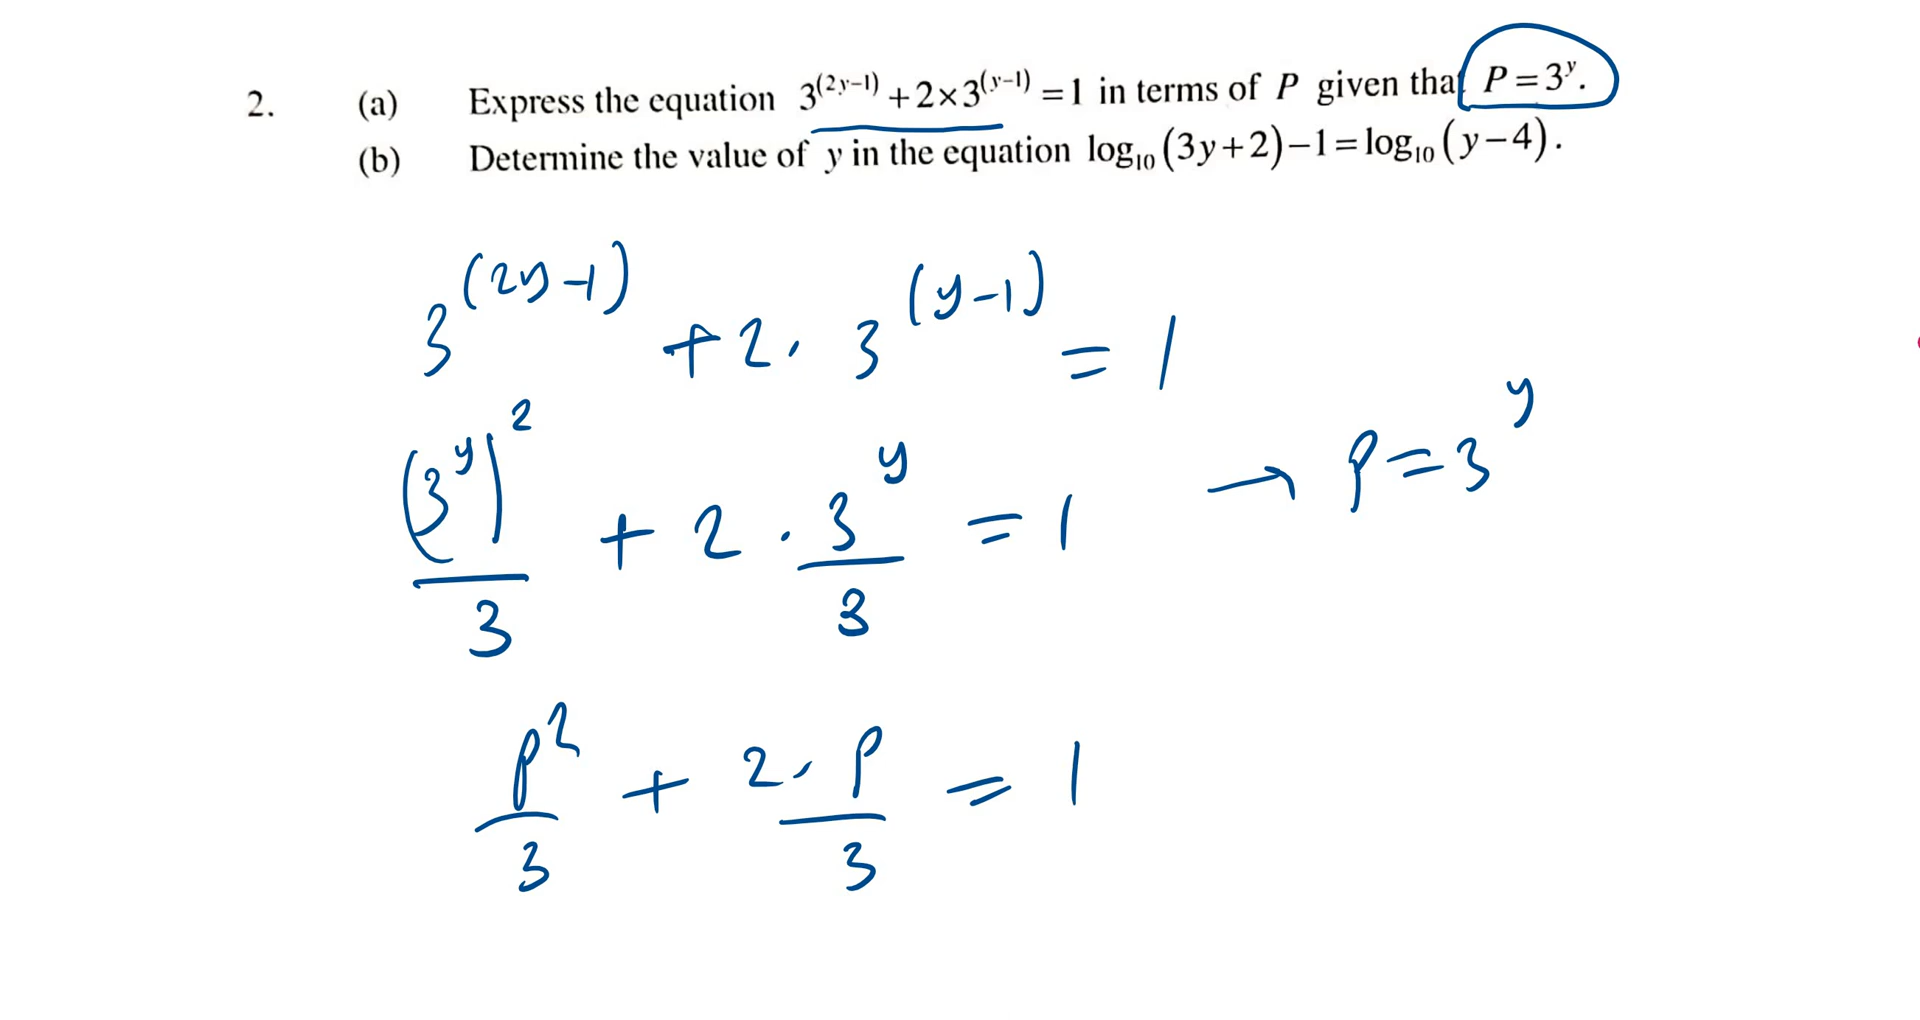 2. (a) Express the equation 3^(2y−1) + 2×3^(y−1) = 1 in terms of P given that P = 3^y.
(b) Determine the value of y in the equation log₁₀(3y+2)−1 = log₁₀(y−4).
3^(2y−1) + 2 · 3^(y−1) = 1
(3^y)^2/3 + 2 · 3^y/3 = 1 → P = 3^y
P^2/3 + 2 · P/3 = 1